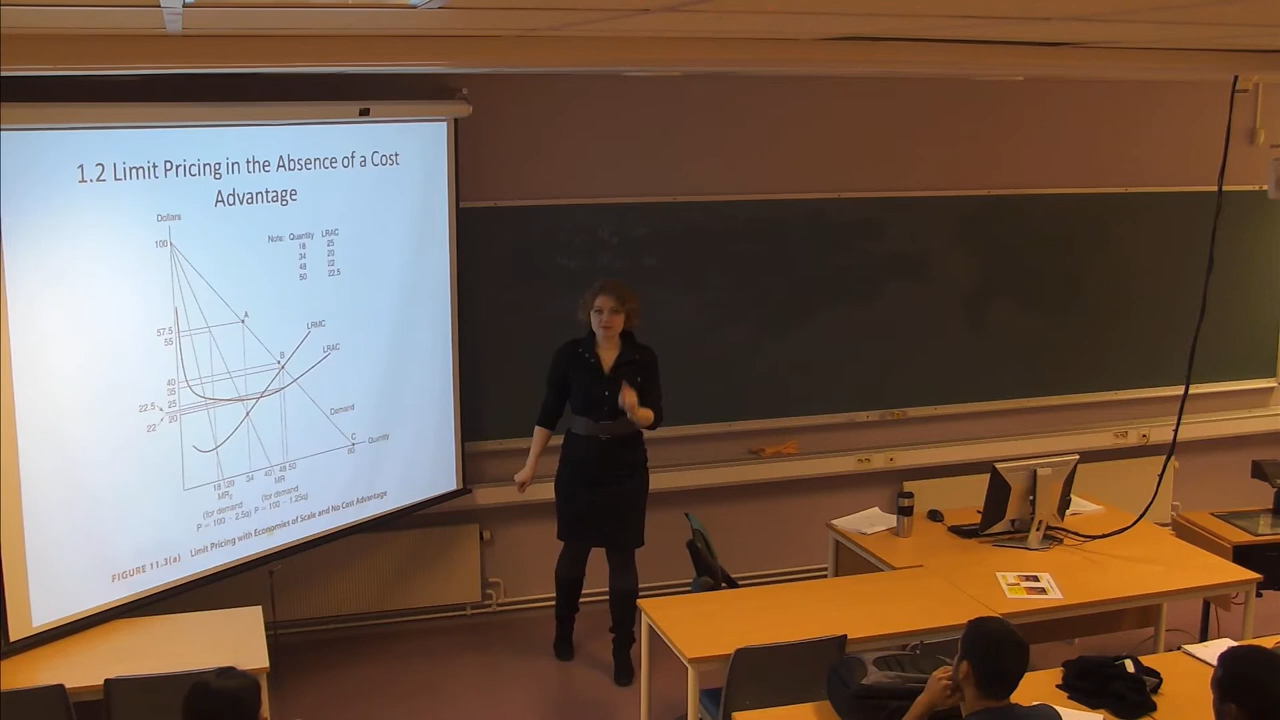 1.2 Limit Pricing in the Absence of a Cost
Advantage
Dollars
Note: Quantity LRAC
18 25
34 20
48 22
50 22.5
100
A
57.5
55
LRMC
LRAC
B
40
35
25
22.5
20
22
Demand
C
Quantity
80
18 20 34 40 48 50
MR
(for demand (for demand
P = 100 - 2.5q) P = 100 - 1.25q)
FIGURE 11.3(a) Limit Pricing with Economies of Scale and No Cost Advantage